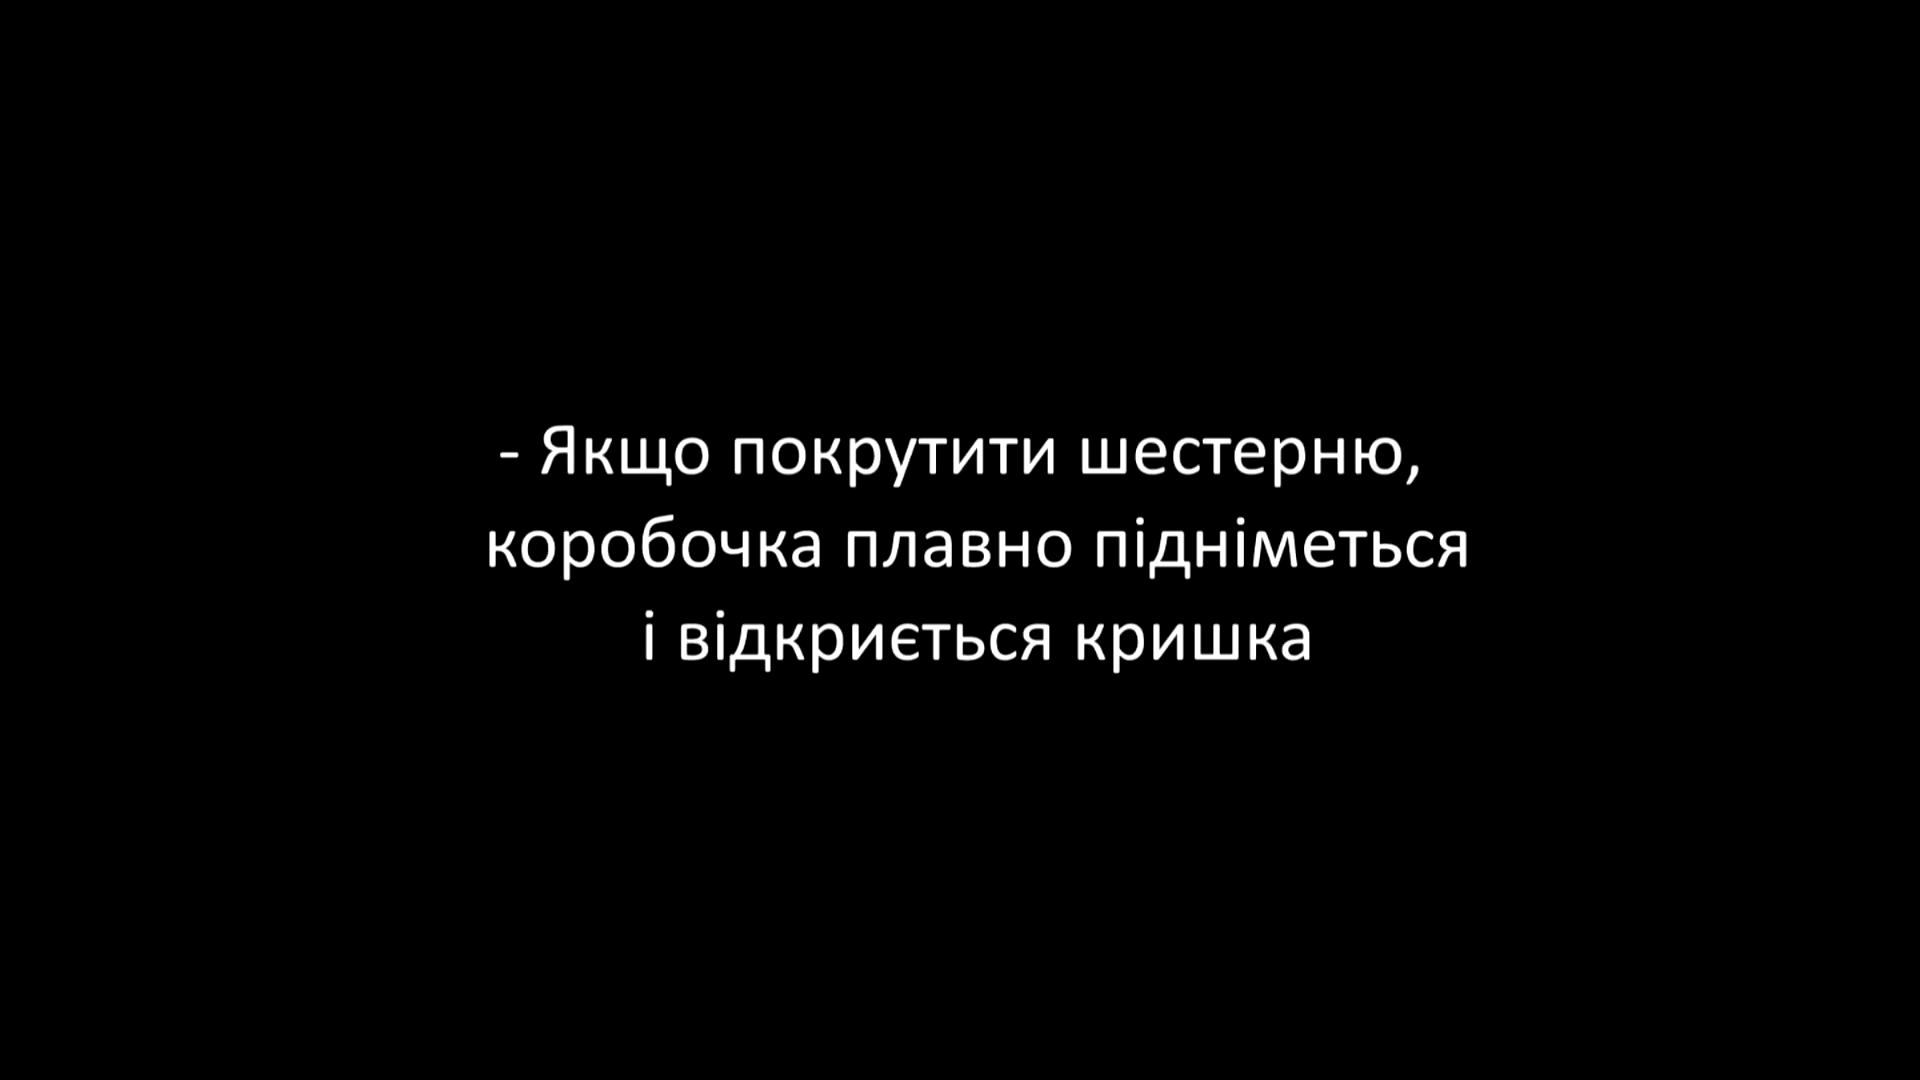 - Якщо покрутити шестерню,
коробочка плавно підніметься
і відкриється кришка